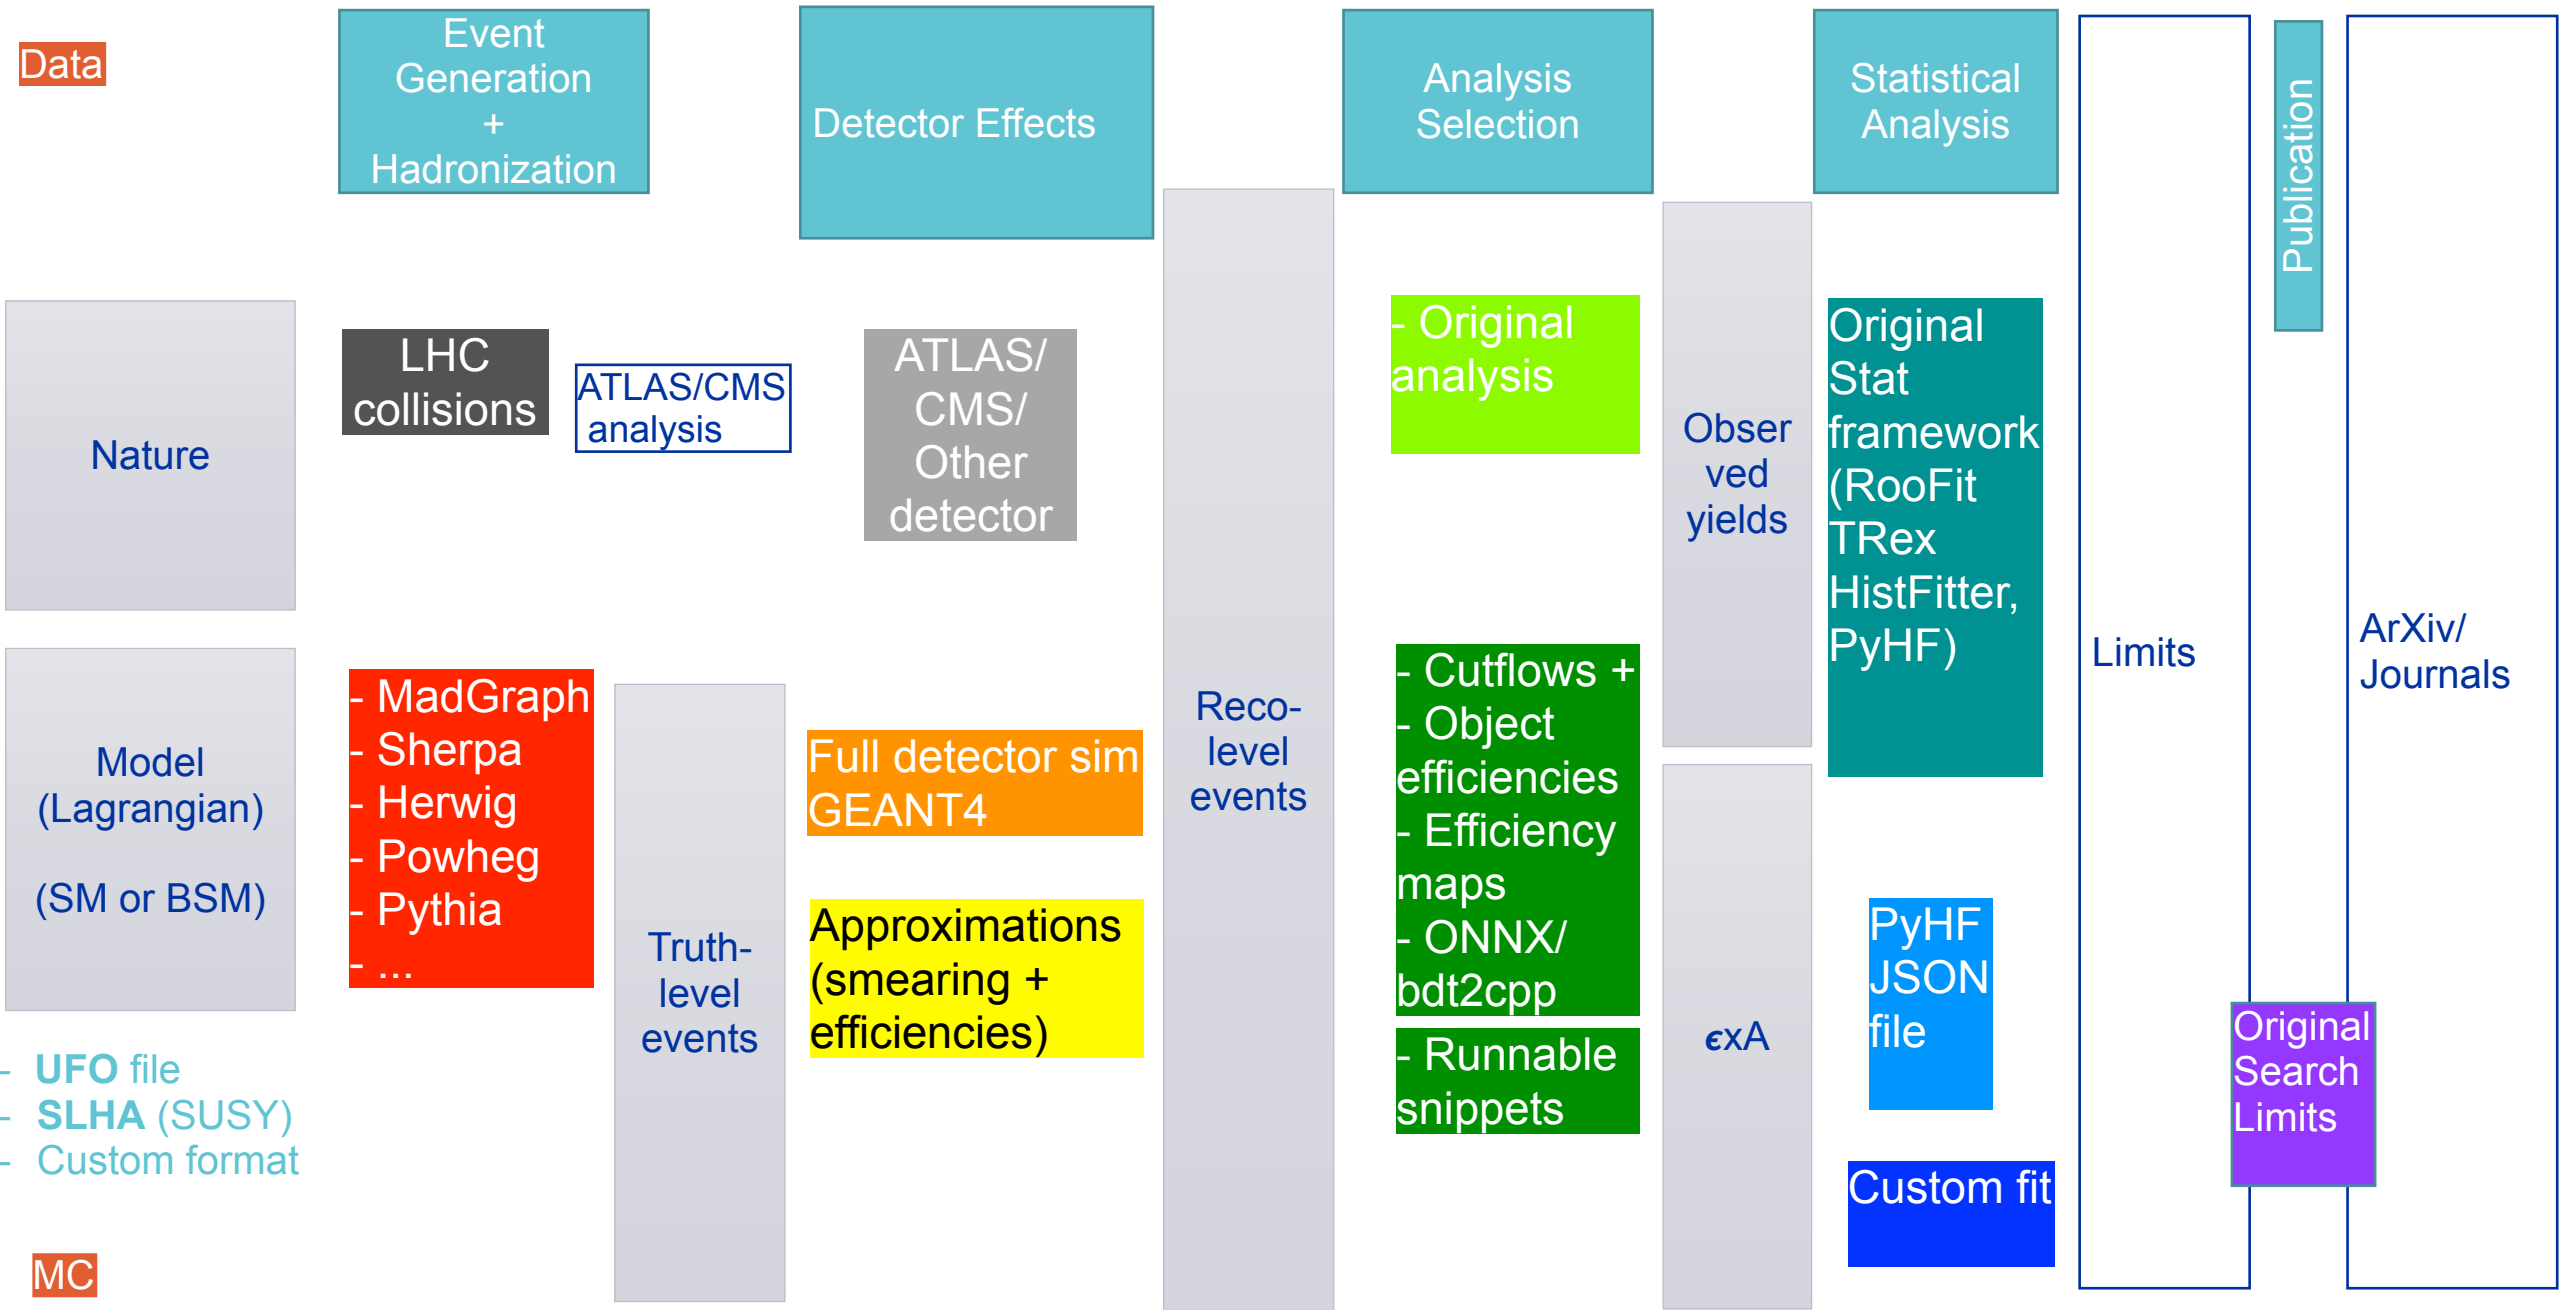 Data
Event
Generation
+
Hadronization
Detector Effects
Analysis
Selection
Statistical
Analysis
Publication
Nature
LHC
collisions
ATLAS/CMS
analysis
ATLAS/
CMS/
Other
detector
- Original
analysis
Obser
ved
yields
Original
Stat
framework
(RooFit
TRex
HistFitter,
PyHF)
Limits
ArXiv/
Journals
Model
(Lagrangian)
(SM or BSM)
- MadGraph
- Sherpa
- Herwig
- Powheg
- Pythia
- ...
Truth-
level
events
Full detector sim
GEANT4
Approximations
(smearing +
efficiencies)
Reco-
level
events
- Cutflows +
- Object
efficiencies
- Efficiency
maps
- ONNX/
bdt2cpp
- Runnable
snippets
ϵxA
PyHF
JSON
file
Custom fit
Original
Search
Limits
- UFO file
- SLHA (SUSY)
- Custom format
MC